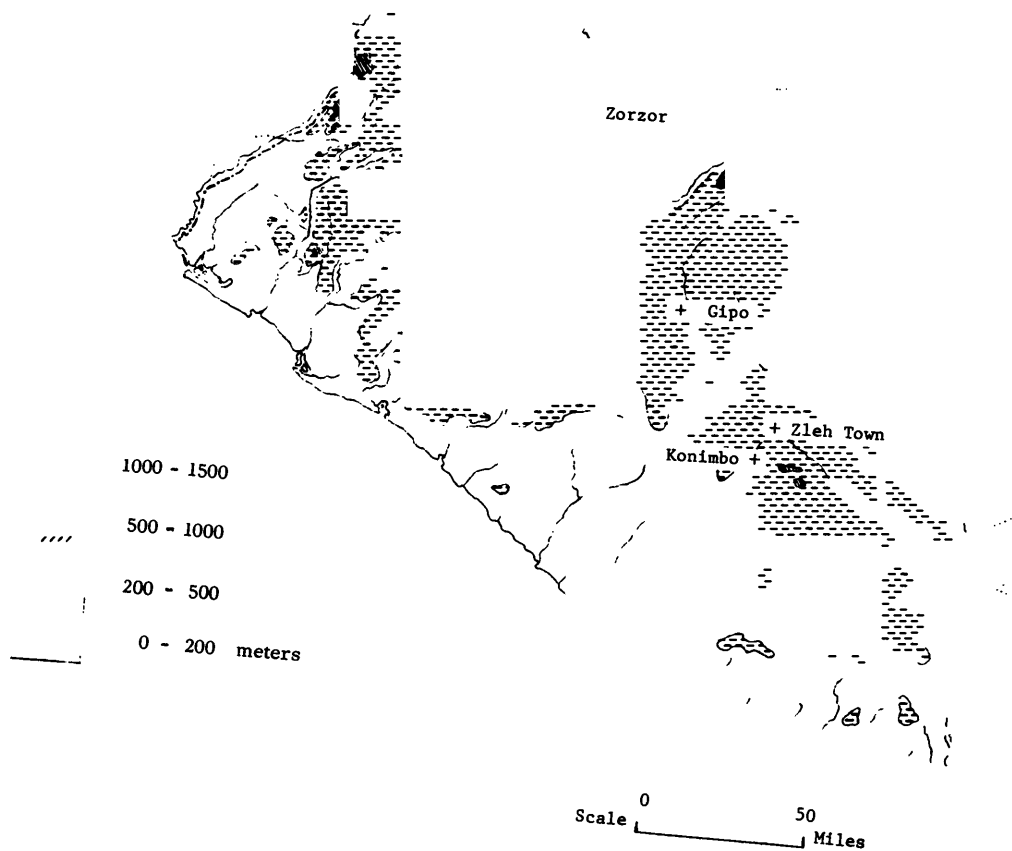 Zorzor
Gipo
Zleh Town
Konimbo
1000 - 1500
500 - 1000
200 - 500
0 - 200 meters
0 50
Scale Miles